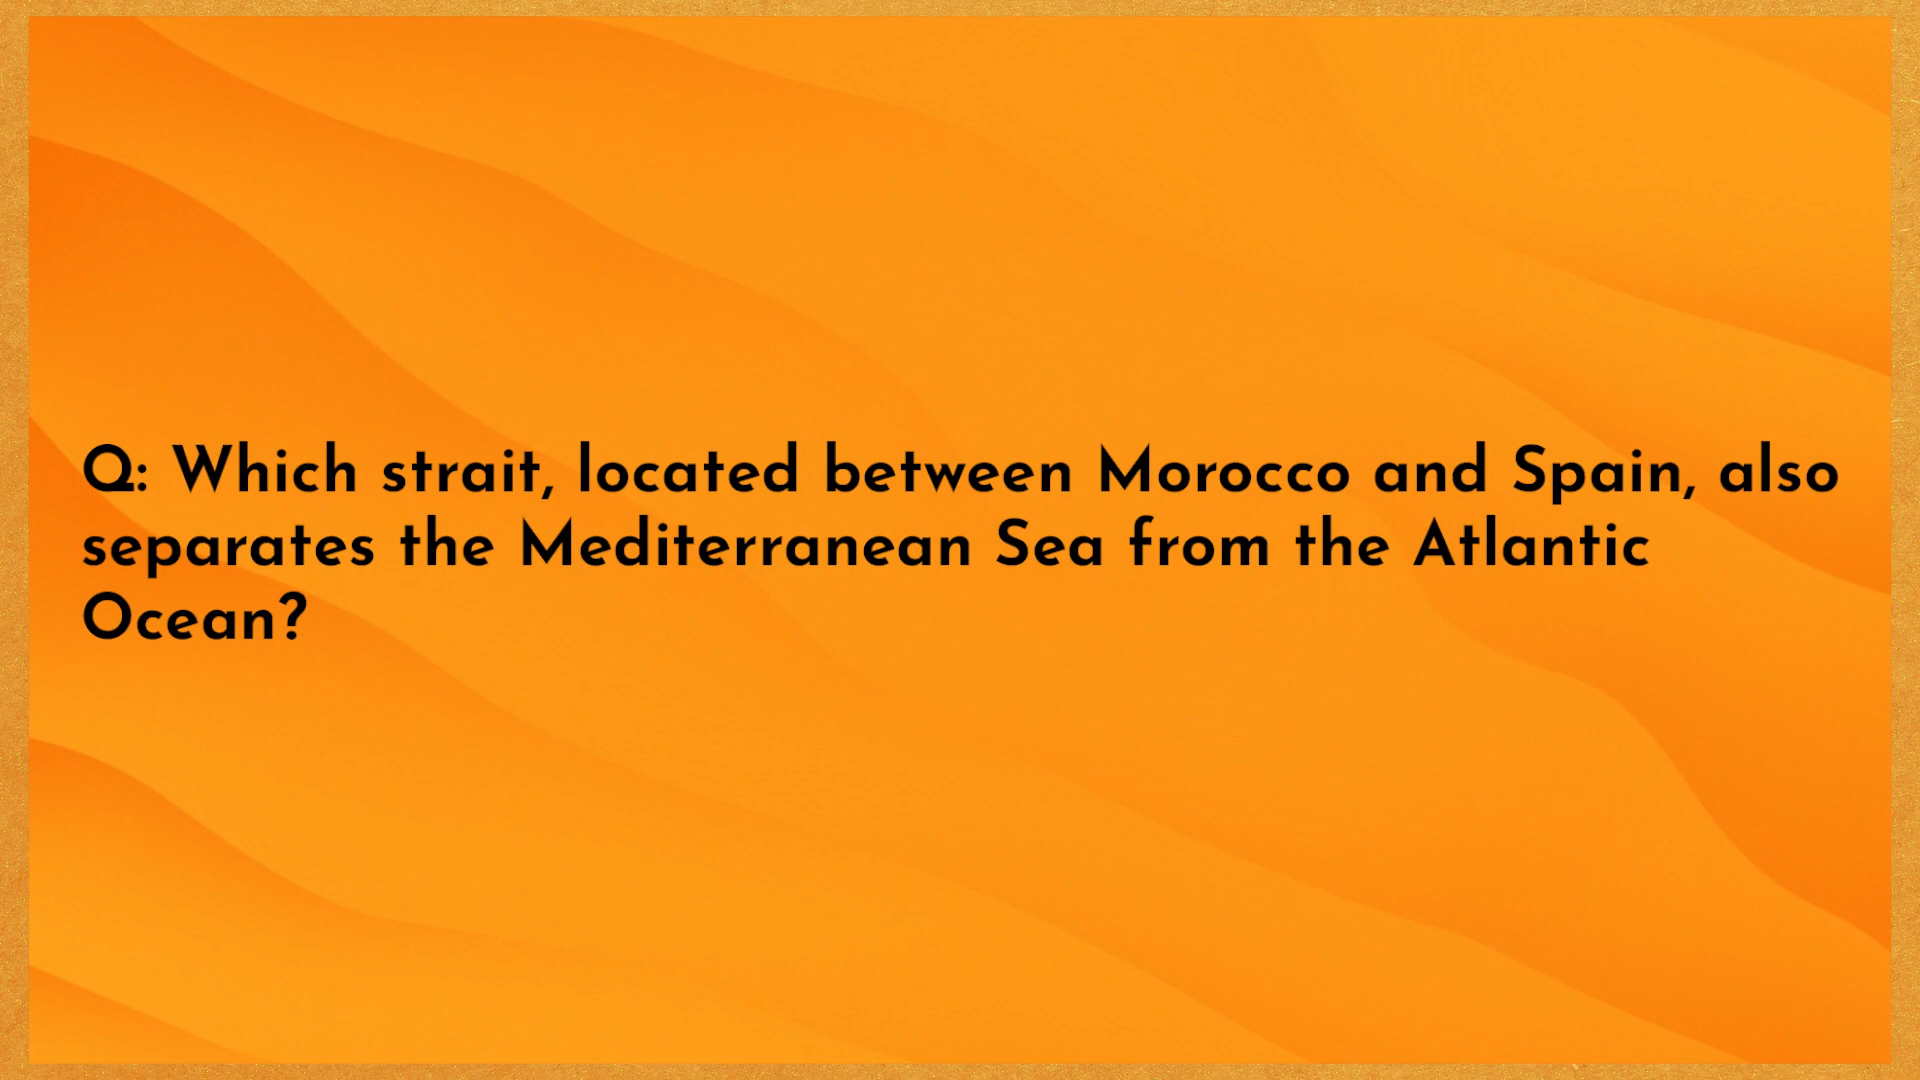 Q: Which strait, located between Morocco and Spain, also
separates the Mediterranean Sea from the Atlantic
Ocean?